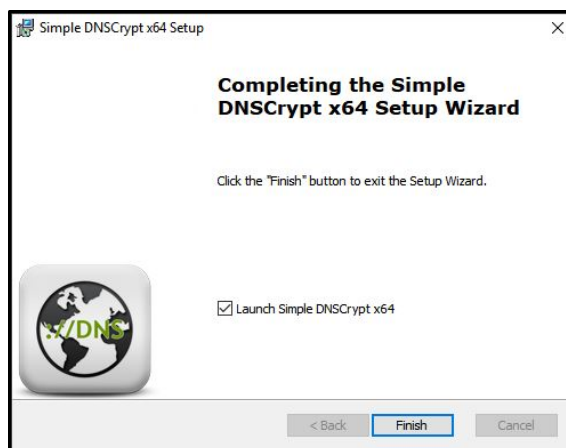 Simple DNSCrypt x64 Setup
Completing the Simple
DNSCrypt x64 Setup Wizard
Click the "Finish" button to exit the Setup Wizard.
://DNS
Launch Simple DNSCrypt x64
< Back
Finish
Cancel